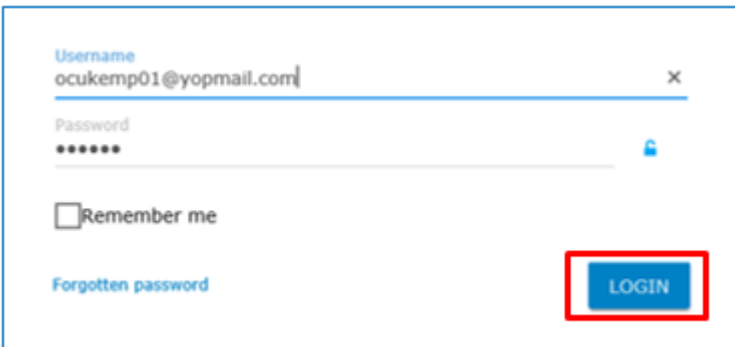 Username
ocukemp01@yopmail.com
Password
••••••
Remember me
Forgotten password
LOGIN